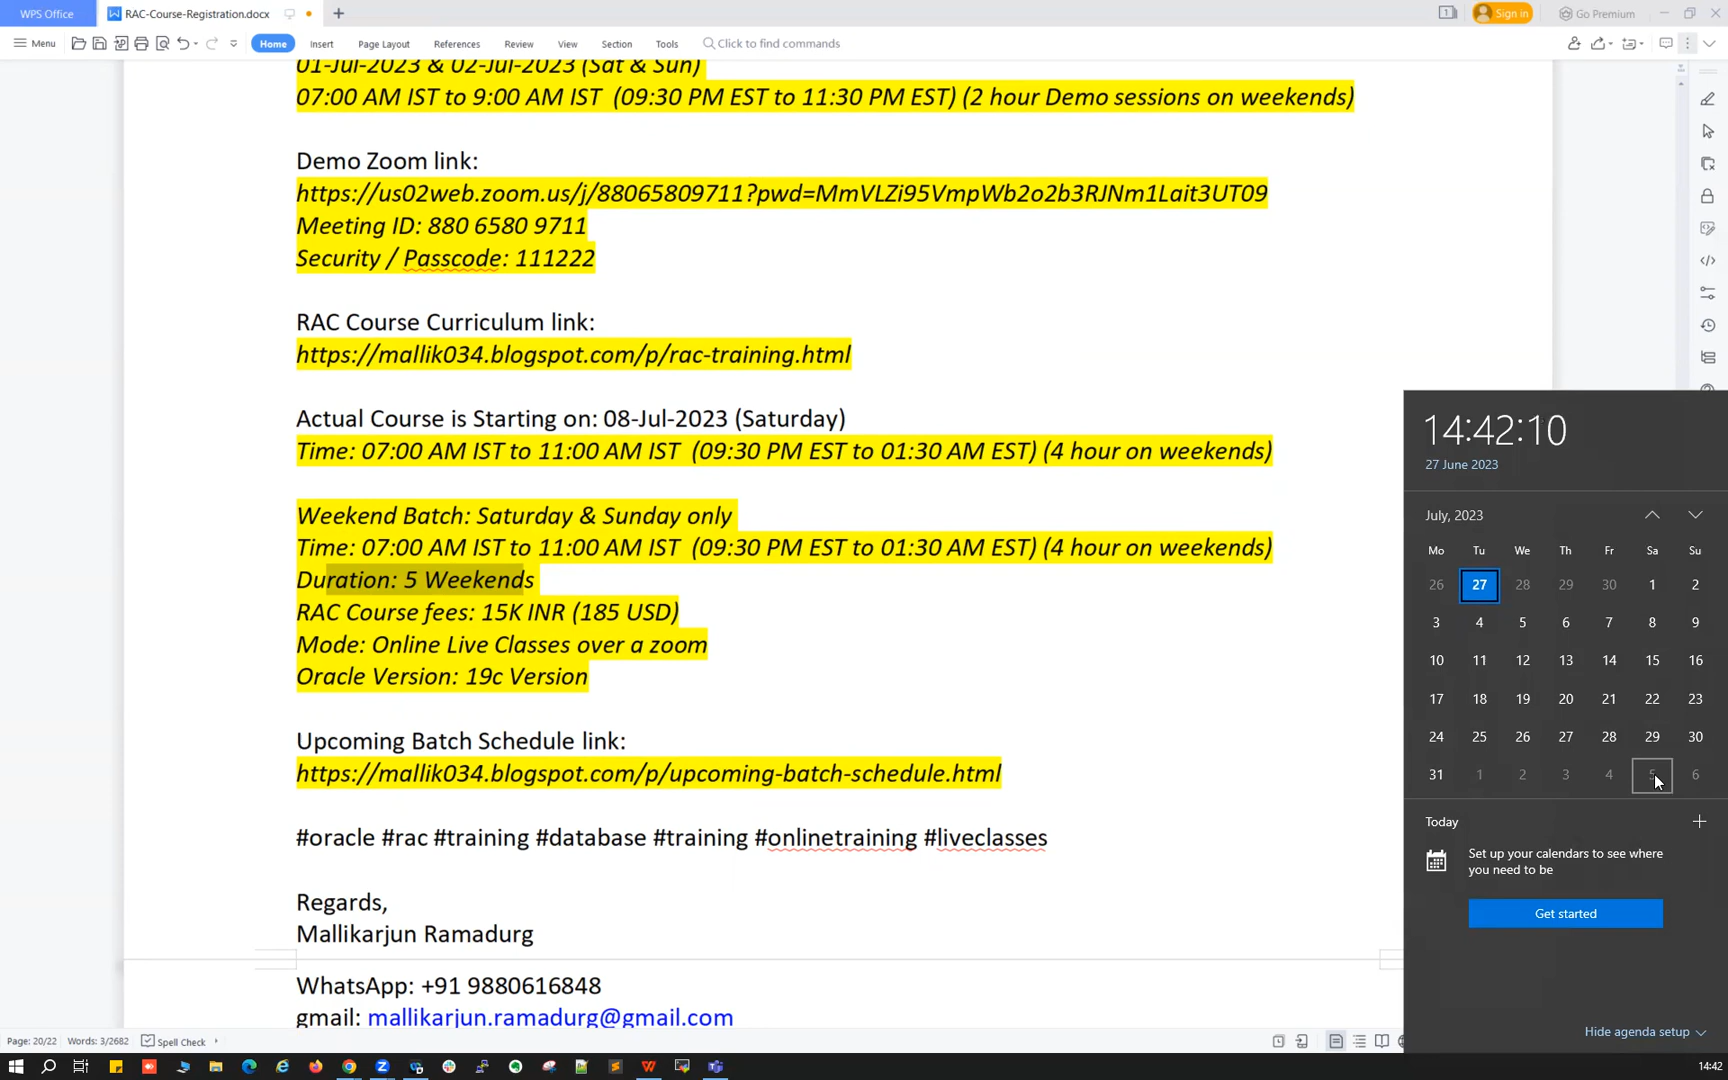 WPS Office
RAC-Course-Registration.docx
Sign in
Go Premium
Menu
Home
Insert
Page Layout
References
Review
View
Section
Tools
Click to find commands
01-Jul-2023 & 02-Jul-2023 (Sat & Sun)
07:00 AM IST to 9:00 AM IST (09:30 PM EST to 11:30 PM EST) (2 hour Demo sessions on weekends)
Demo Zoom link:
https://us02web.zoom.us/j/88065809711?pwd=MmVLZi95VmpWb2o2b3RJNm1Lait3UT09
Meeting ID: 880 6580 9711
Security / Passcode: 111222
RAC Course Curriculum link:
https://mallik034.blogspot.com/p/rac-training.html
Actual Course is Starting on: 08-Jul-2023 (Saturday)
Time: 07:00 AM IST to 11:00 AM IST (09:30 PM EST to 01:30 AM EST) (4 hour on weekends)
Weekend Batch: Saturday & Sunday only
Time: 07:00 AM IST to 11:00 AM IST (09:30 PM EST to 01:30 AM EST) (4 hour on weekends)
Duration: 5 Weekends
RAC Course fees: 15K INR (185 USD)
Mode: Online Live Classes over a zoom
Oracle Version: 19c Version
Upcoming Batch Schedule link:
https://mallik034.blogspot.com/p/upcoming-batch-schedule.html
#oracle #rac #training #database #training #onlinetraining #liveclasses
Regards,
Mallikarjun Ramadurg
WhatsApp: +91 9880616848
gmail: mallikarjun.ramadurg@gmail.com
14:42:10
27 June 2023
July, 2023
Mo Tu We Th Fr Sa Su
26 27 28 29 30 1 2
3 4 5 6 7 8 9
10 11 12 13 14 15 16
17 18 19 20 21 22 23
24 25 26 27 28 29 30
31 1 2 3 4 5 6
Today
Set up your calendars to see where
you need to be
Get started
Hide agenda setup
Page: 20/22 Words: 3/2682 Spell Check
14:42